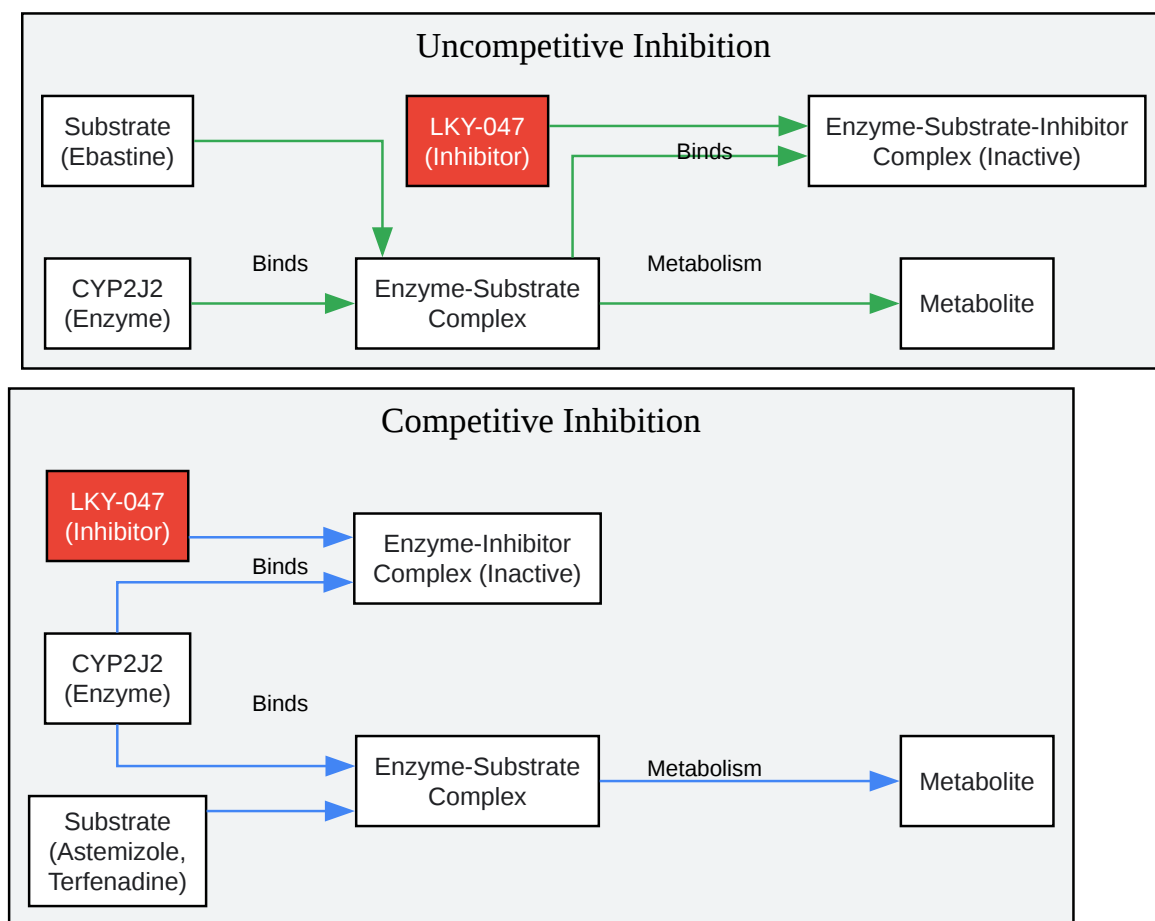 Uncompetitive Inhibition
Substrate
(Ebastine)
LKY-047
(Inhibitor)
Binds
Enzyme-Substrate-Inhibitor
Complex (Inactive)
CYP2J2
(Enzyme)
Binds
Enzyme-Substrate
Complex
Metabolism
Metabolite
Competitive Inhibition
LKY-047
(Inhibitor)
Binds
Enzyme-Inhibitor
Complex (Inactive)
CYP2J2
(Enzyme)
Binds
Enzyme-Substrate
Complex
Metabolism
Metabolite
Substrate
(Astemizole,
Terfenadine)